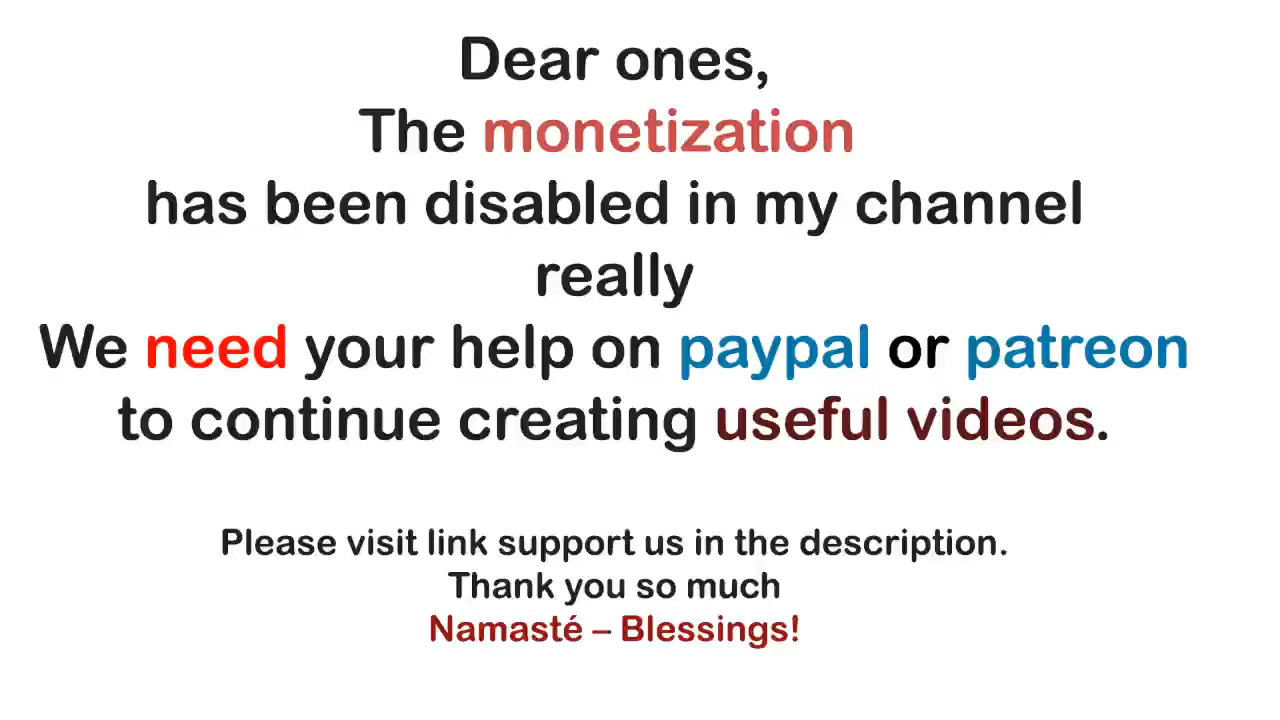 Dear ones,
The monetization
has been disabled in my channel
really
We need your help on paypal or patreon
to continue creating useful videos.
Please visit link support us in the description.
Thank you so much
Namasté – Blessings!